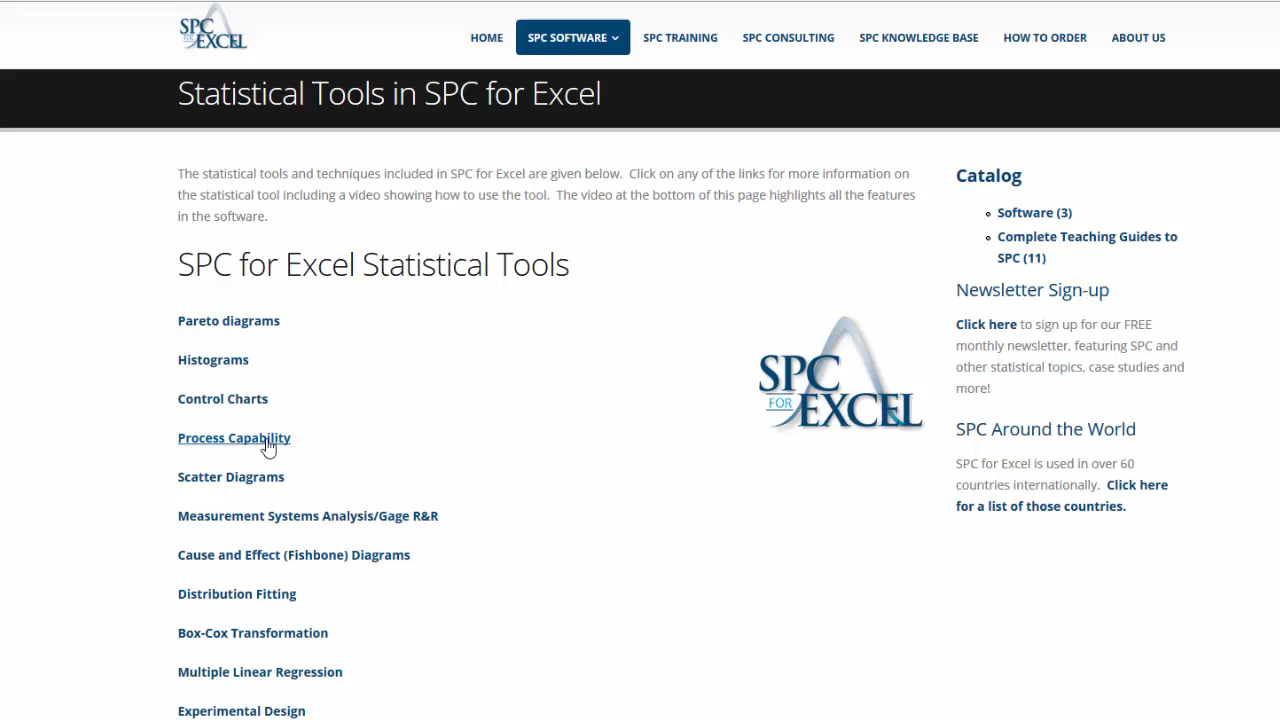 SPC
FOR
EXCEL
HOME
SPC SOFTWARE
SPC TRAINING
SPC CONSULTING
SPC KNOWLEDGE BASE
HOW TO ORDER
ABOUT US
Statistical Tools in SPC for Excel
The statistical tools and techniques included in SPC for Excel are given below. Click on any of the links for more information on
the statistical tool including a video showing how to use the tool. The video at the bottom of this page highlights all the features
in the software.
SPC for Excel Statistical Tools
Pareto diagrams
Histograms
Control Charts
Process Capability
Scatter Diagrams
Measurement Systems Analysis/Gage R&R
Cause and Effect (Fishbone) Diagrams
Distribution Fitting
Box-Cox Transformation
Multiple Linear Regression
Experimental Design
SPC
FOR
EXCEL
Catalog
Software (3)
Complete Teaching Guides to
SPC (11)
Newsletter Sign-up
Click here to sign up for our FREE
monthly newsletter, featuring SPC and
other statistical topics, case studies and
more!
SPC Around the World
SPC for Excel is used in over 60
countries internationally. Click here
for a list of those countries.